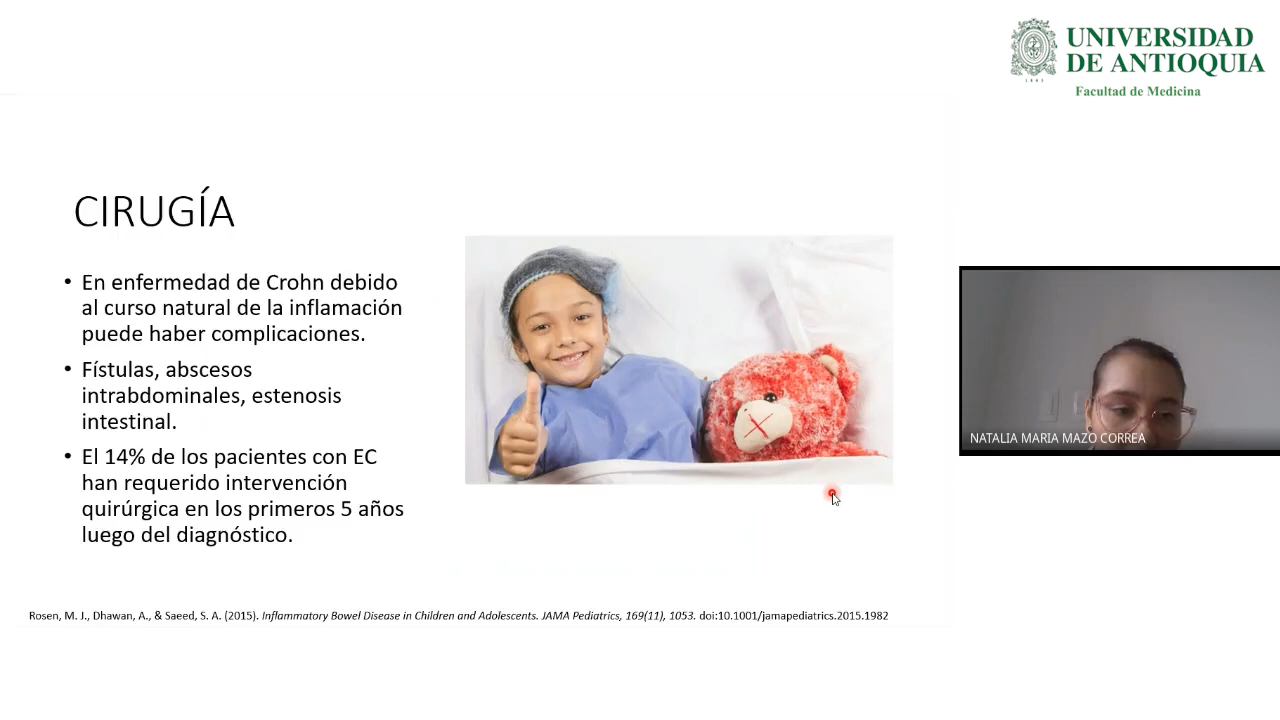 UNIVERSIDAD
DE ANTIOQUIA
1803
Facultad de Medicina
CIRUGÍA
• En enfermedad de Crohn debido
al curso natural de la inflamación
puede haber complicaciones.
• Fístulas, abscesos
intrabdominales, estenosis
intestinal.
• El 14% de los pacientes con EC
han requerido intervención
quirúrgica en los primeros 5 años
luego del diagnóstico.
NATALIA MARIA MAZO CORREA
Rosen, M. J., Dhawan, A., & Saeed, S. A. (2015). Inflammatory Bowel Disease in Children and Adolescents. JAMA Pediatrics, 169(11), 1053. doi:10.1001/jamapediatrics.2015.1982